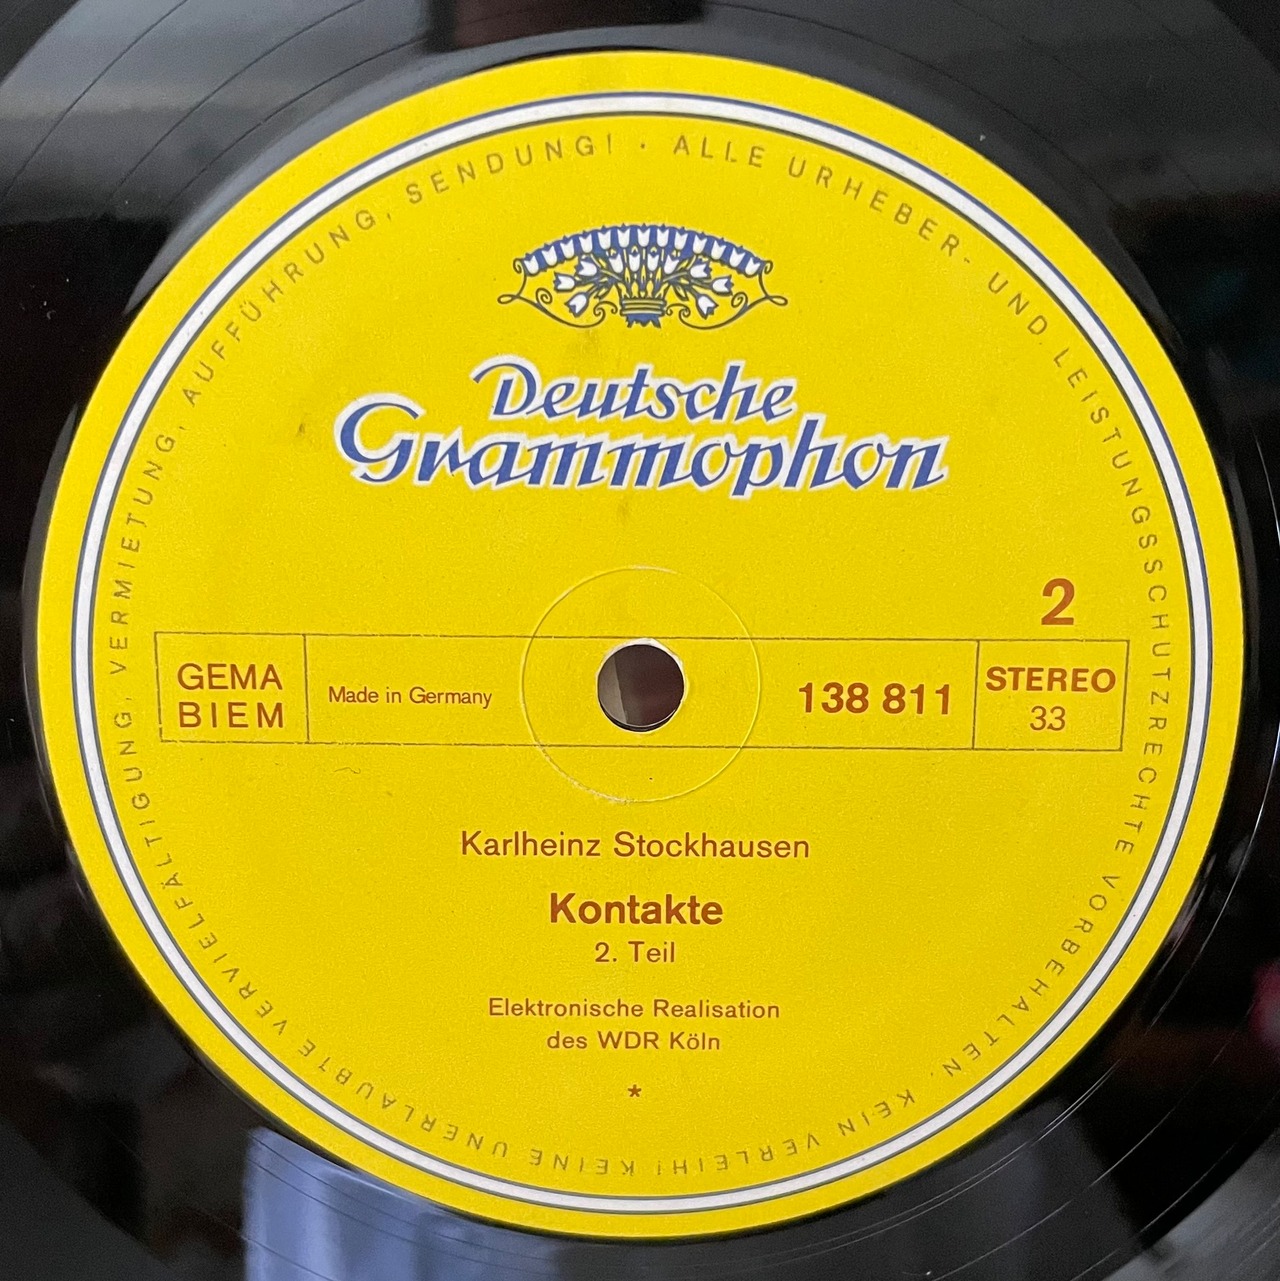 ALLE URHEBER- UND LEISTUNGSSCHUTZRECHTE VORBEHALTEN. KEIN VERLEIH! KEINE UNERLAUBTE VERVIELFÄLTIGUNG, VERMIETUNG, AUFFÜHRUNG, SENDUNG! ·
Deutsche
Grammophon
2
GEMA
BIEM
Made in Germany
138 811
STEREO
33
Karlheinz Stockhausen
Kontakte
2. Teil
Elektronische Realisation
des WDR Köln
*